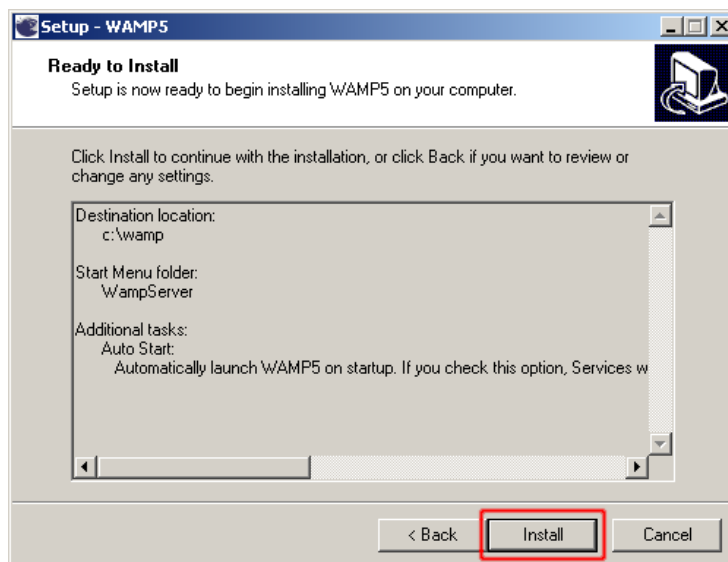 Setup - WAMP5
Ready to Install
Setup is now ready to begin installing WAMP5 on your computer.
Click Install to continue with the installation, or click Back if you want to review or
change any settings.
Destination location:
c:\wamp
Start Menu folder:
WampServer
Additional tasks:
Auto Start:
Automatically launch WAMP5 on startup. If you check this option, Services w
< Back
Install
Cancel